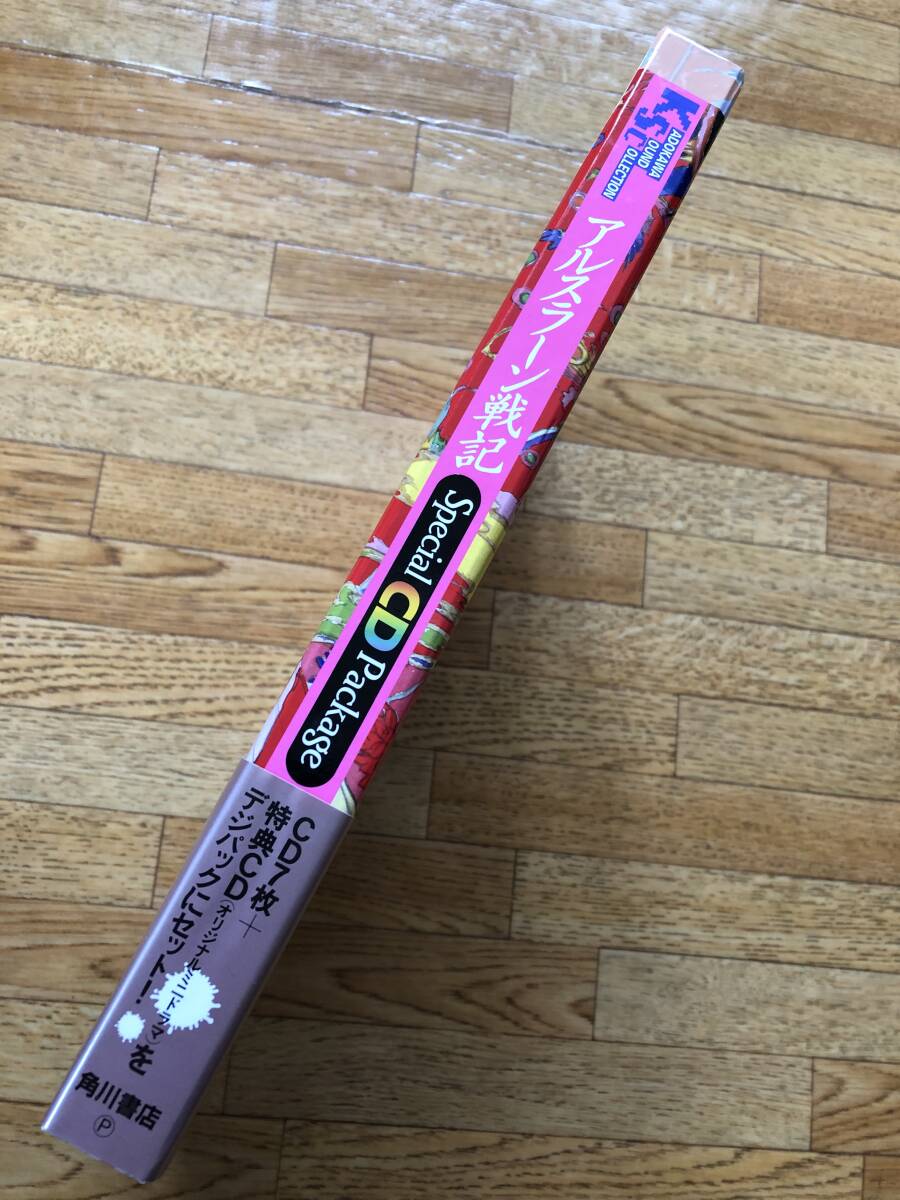 KSC
KADOKAWA
SOUND
COLLECTION
アルスラーン戦記
Special CD Package
CD7枚+
特典CD(オリジナルミニドラマ)を
デジパックにセット!
角川書店
Ⓟ